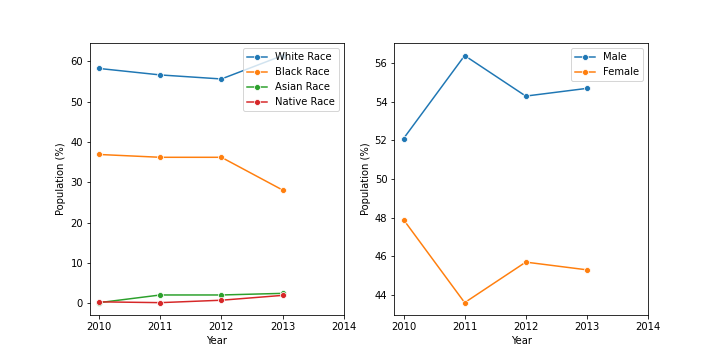 White Race
Black Race
Asian Race
Native Race
60
50
40
30
20
10
0
Population (%)
2010 2011 2012 2013 2014
Year
Male
Female
56
54
52
50
48
46
44
Population (%)
2010 2011 2012 2013 2014
Year